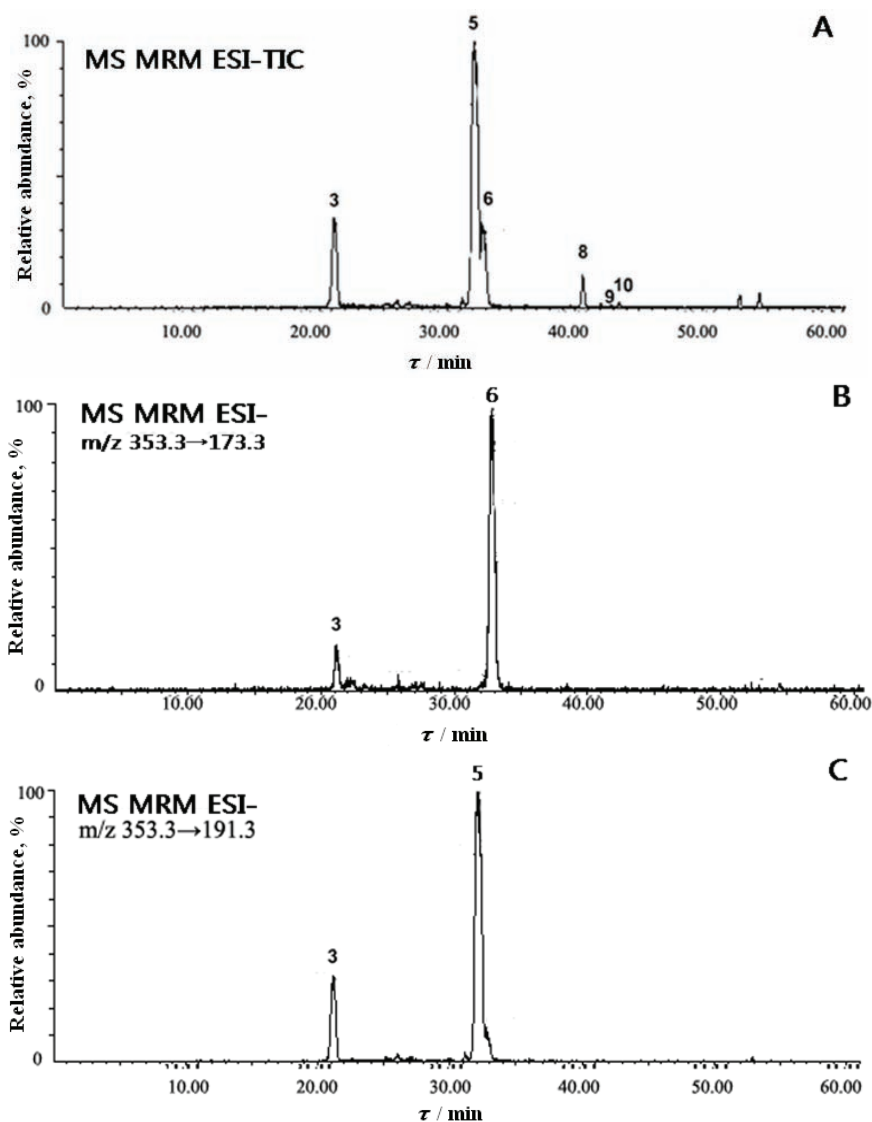 A
5
100
MS MRM ESI-TIC
Relative abundance, %
3
6
8
9
10
0
10.00 20.00 30.00 40.00 50.00 60.00
τ / min
B
6
100
MS MRM ESI-
m/z 353.3→173.3
Relative abundance, %
3
0
10.00 20.00 30.00 40.00 50.00 60.00
τ / min
C
5
100
MS MRM ESI-
m/z 353.3→191.3
Relative abundance, %
3
0
10.00 20.00 30.00 40.00 50.00 60.00
τ / min